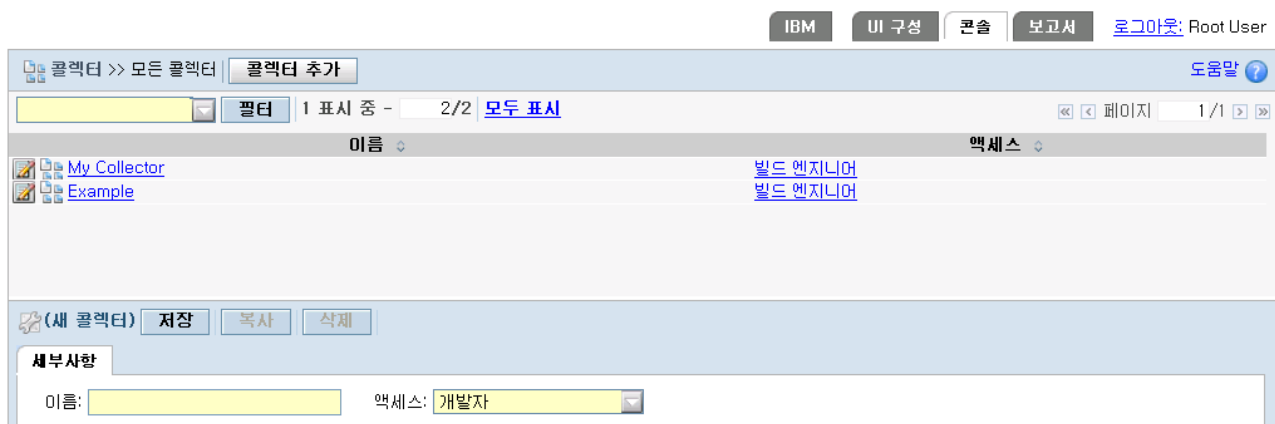 IBM UI 구성 콘솔 보고서 로그아웃: Root User
콜렉터 >> 모든 콜렉터 콜렉터 추가 도움말 ?
필터 1 표시 중 - 2/2 모두 표시 « < 페이지 1/1 > »
이름 액세스
My Collector 빌드 엔지니어
Example 빌드 엔지니어
(새 콜렉터) 저장 복사 삭제
세부사항
이름: 액세스: 개발자